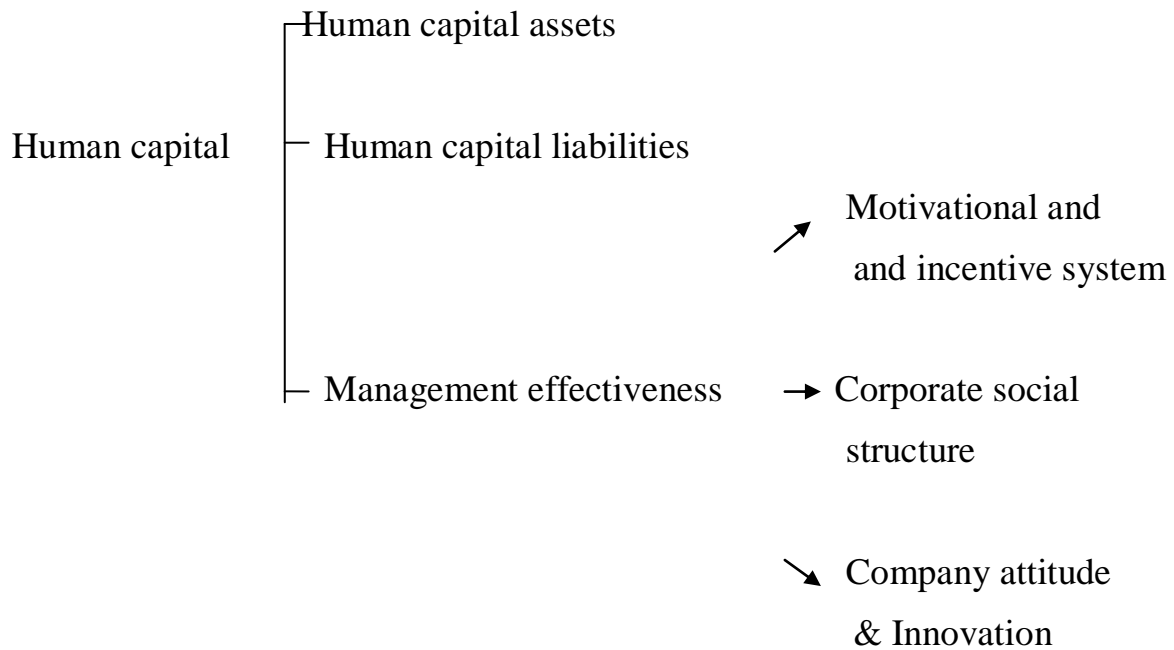 Human capital assets
Human capital
Human capital liabilities
Motivational and
and incentive system
Management effectiveness
Corporate social
structure
Company attitude
& Innovation